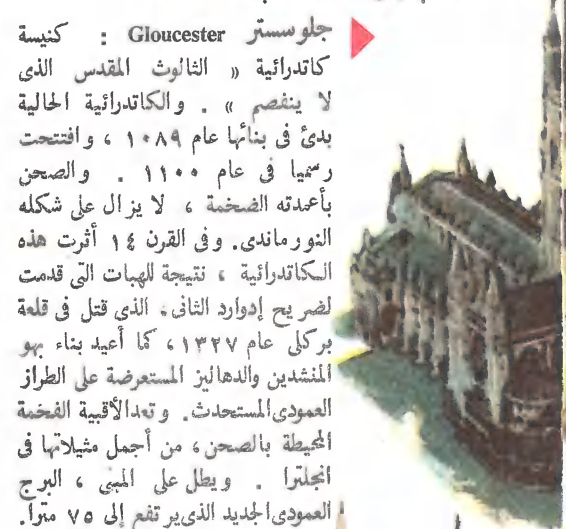 جلوسستر Gloucester : كنيسة
كاتدرائية « الثالوث المقدس الذى
لا ينفصم » . والكاتدرائية الحالية
بدئ فى بنائها عام ١٠٨٩ ، وافتتحت
رسميا فى عام ١١٠٠ . والصحن
بأعمدته الضخمة ، لا يزال على شكله
النورماندى. وفى القرن ١٤ أثرت هذه
الكاتدرائية ، نتيجة للهبات التى قدمت
لضريح إدوارد الثانى، الذى قتل فى قلعة
بركلى عام ١٣٢٧ ، كما أعيد بناء بهو
المنشدين والدهاليز المستعرضة على الطراز
العمودى المستحدث. وتعد الأقبية الفخمة
المحيطة بالصحن، من أجمل مثيلاتها فى
انجلترا . ويطل على المبنى ، البرج
العمودى الجديد الذى يرتفع إلى ٧٥ مترا.